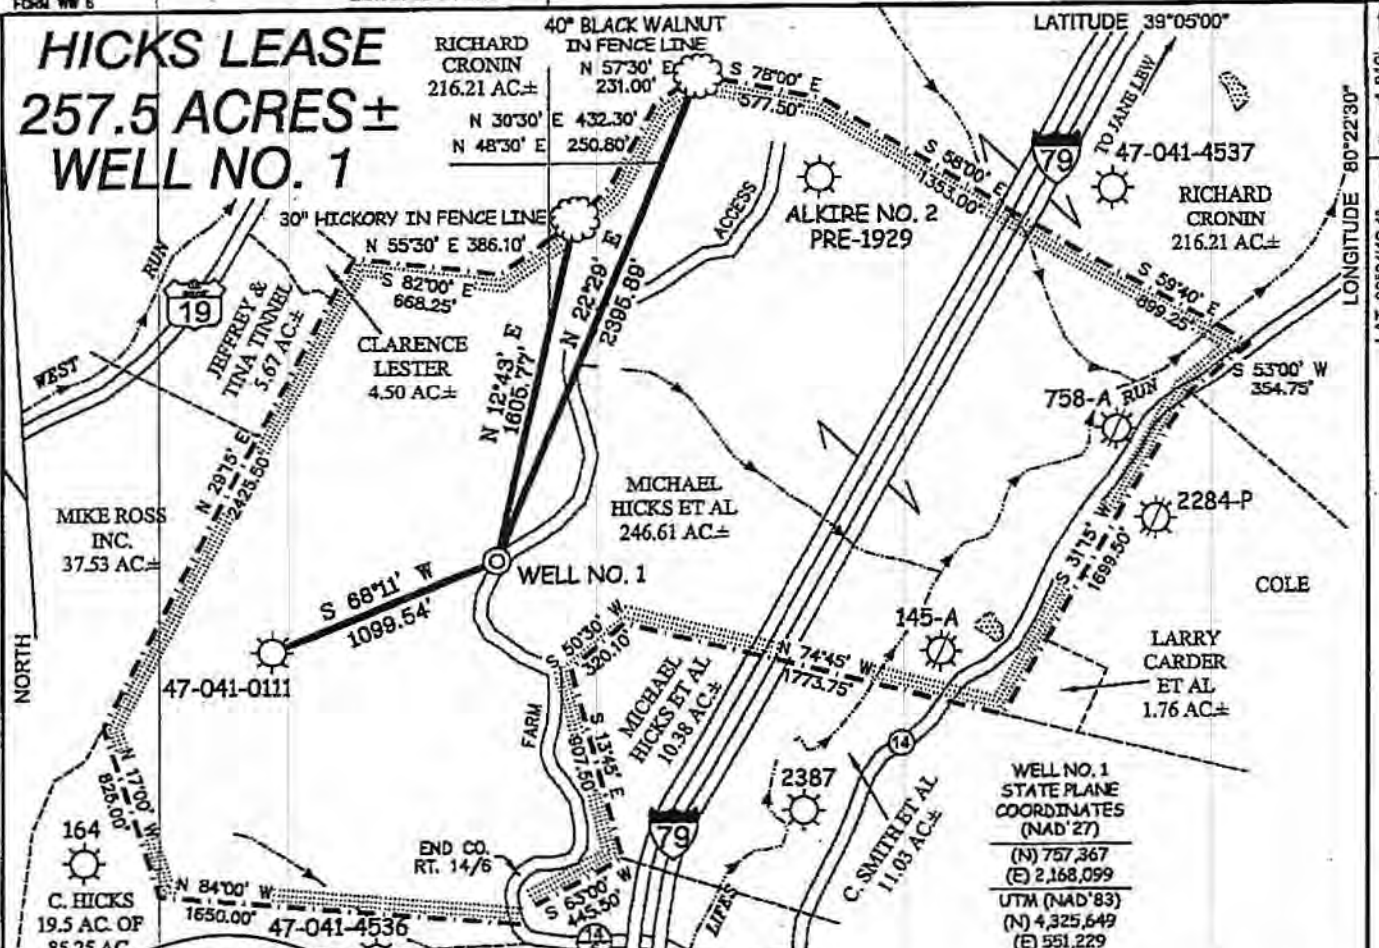 FORM WW 6
HICKS LEASE
257.5 ACRES±
WELL NO. 1
RICHARD
CRONIN
216.21 AC.±
40" BLACK WALNUT
IN FENCE LINE
N 57°30' E
231.00'
N 30°30' E 432.30'
N 48°30' E 250.80'
S 78°00' E
577.50'
LATITUDE 39°05'00"
TO JANE LEW
79
47-041-4537
RICHARD
CRONIN
216.21 AC.±
LONGITUDE 80°22'30"
S 58°00' E
1353.00'
ALKIRE NO. 2
PRE-1929
ACCESS
30" HICKORY IN FENCE LINE
N 55°30' E 386.10'
S 82°00' E
668.25'
RUN
WEST
19
JEFFREY &
TINA TINNEL
5.67 AC.±
CLARENCE
LESTER
4.50 AC.±
N 22°29' E
2395.89'
N 12°43' E
1605.77'
S 59°40' E
899.25'
S 53°00' W
354.75'
758-A
RUN
2284-P
N 29°15' E
2425.50'
MIKE ROSS
INC.
37.53 AC.±
MICHAEL
HICKS ET AL
246.61 AC.±
WELL NO. 1
S 68°11' W
1099.54'
47-041-0111
NORTH
S 31°15' W
1699.50'
COLE
145-A
LARRY
CARDER
ET AL
1.76 AC.±
S 50°30' W
320.10'
N 74°45' W
1773.75'
MICHAEL
HICKS ET AL
10.38 AC.±
S 13°45' E
907.50'
FARM
N 17°00' W
825.00'
14
2387
C. SMITH ET AL
11.03 AC.±
WELL NO. 1
STATE PLANE
COORDINATES
(NAD'27)
(N) 757,367
(E) 2,168,099
UTM (NAD'83)
(N) 4,325,649
(E) 551,229
164
C. HICKS
19.5 AC. OF
85.25 AC.
N 84°00' W
1650.00'
47-041-4536
END CO.
RT. 14/6
S 63°00' W
445.50'
79
LIFES
14